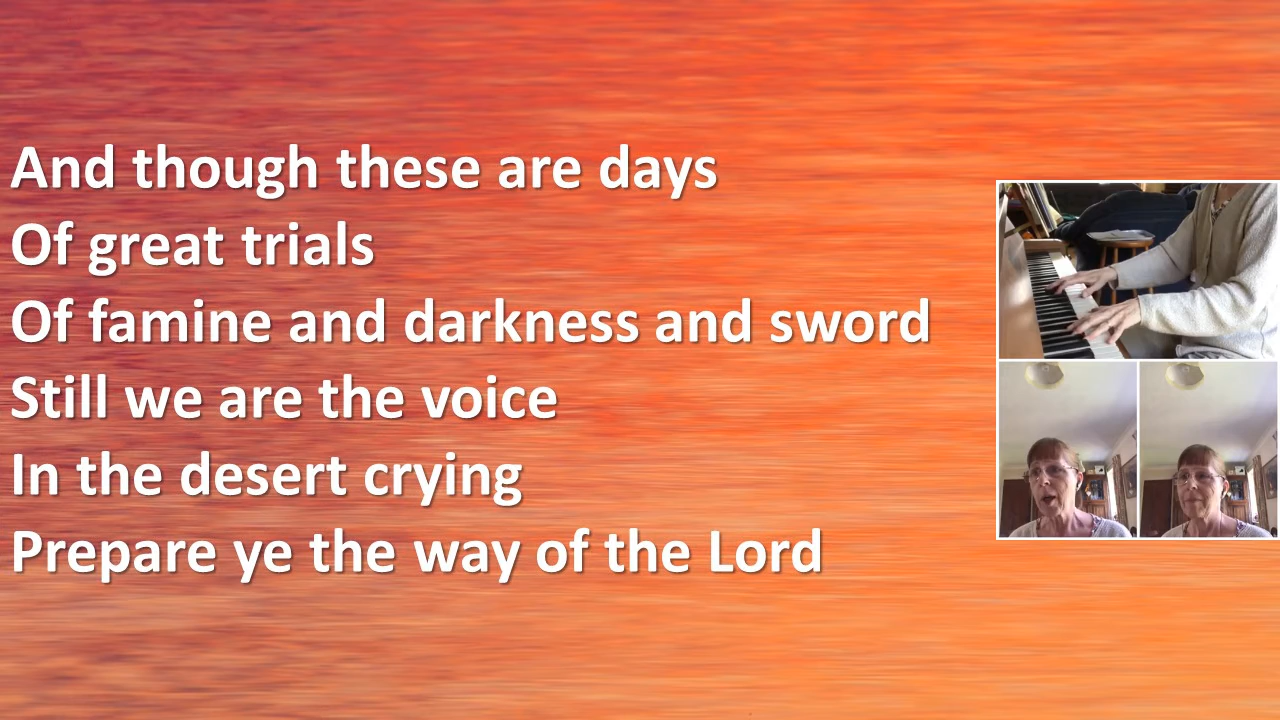 And though these are days
Of great trials
Of famine and darkness and sword
Still we are the voice
In the desert crying
Prepare ye the way of the Lord